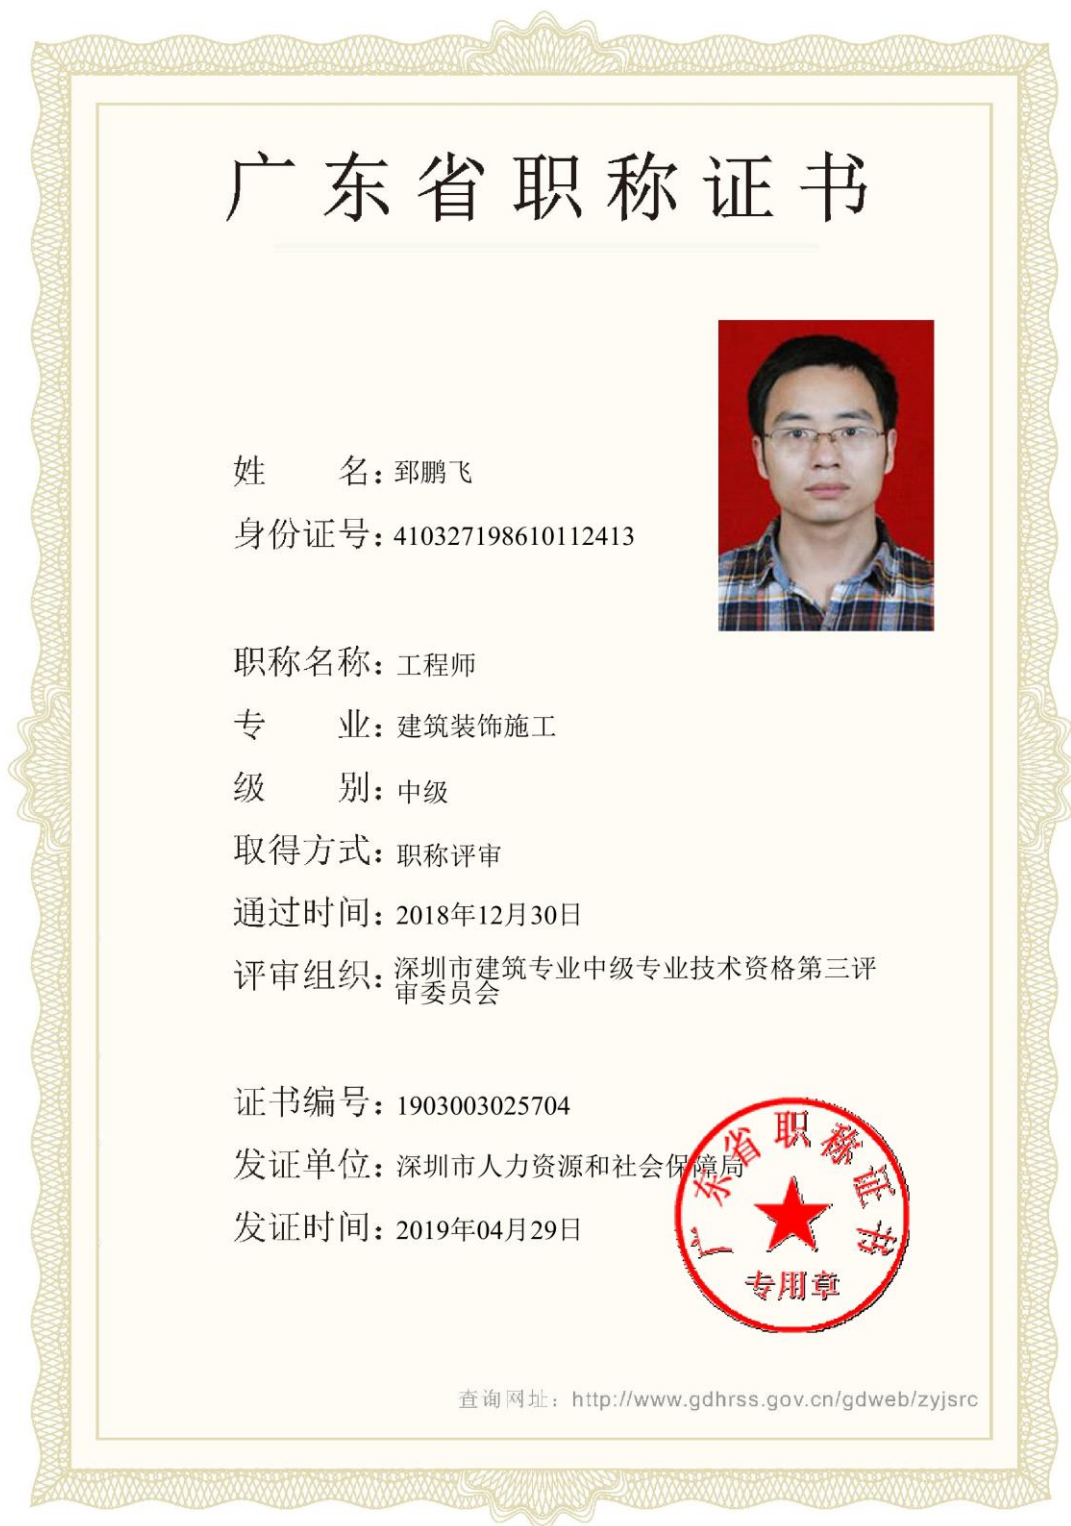 广东省职称证书
姓 名：郅鹏飞
身份证号：410327198610112413
职称名称：工程师
专 业：建筑装饰施工
级 别：中级
取得方式：职称评审
通过时间：2018年12月30日
评审组织：深圳市建筑专业中级专业技术资格第三评
审委员会
证书编号：1903003025704
发证单位：深圳市人力资源和社会保障局
发证时间：2019年04月29日
广东省职称证书
专用章
查询网址：http://www.gdhrss.gov.cn/gdweb/zyjsrc